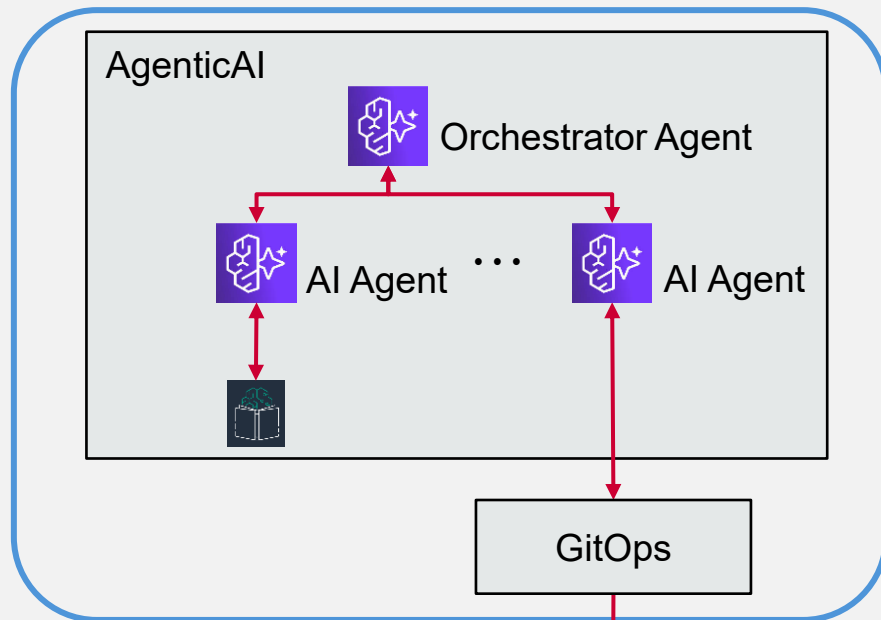 AgenticAI
Orchestrator Agent
AI Agent
...
AI Agent
GitOps